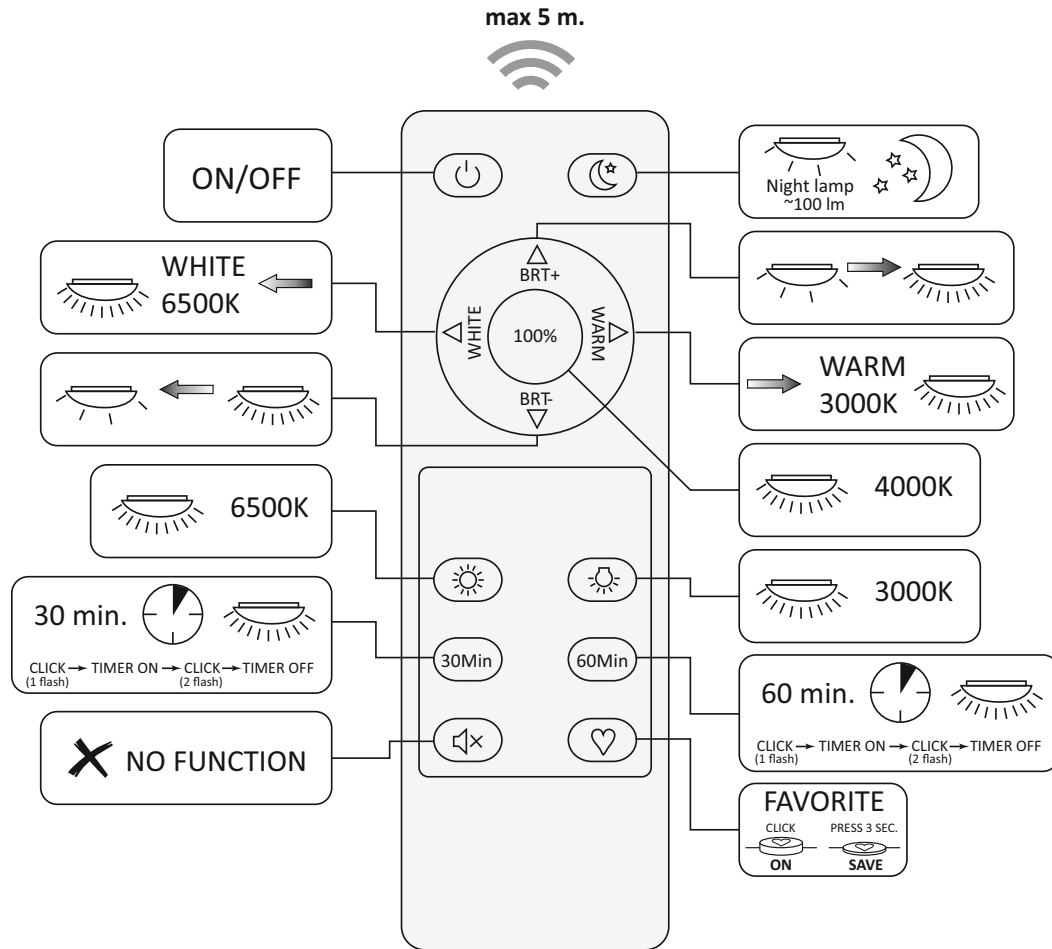 max 5 m.
ON/OFF
Night lamp
~100 lm
WHITE
6500K
BRT+
WHITE
100%
WARM
BRT-
WARM
3000K
6500K
4000K
3000K
30 min.
CLICK → TIMER ON → CLICK → TIMER OFF
(1 flash) (2 flash)
30Min
60Min
60 min.
CLICK → TIMER ON → CLICK → TIMER OFF
(1 flash) (2 flash)
NO FUNCTION
FAVORITE
CLICK PRESS 3 SEC.
ON SAVE